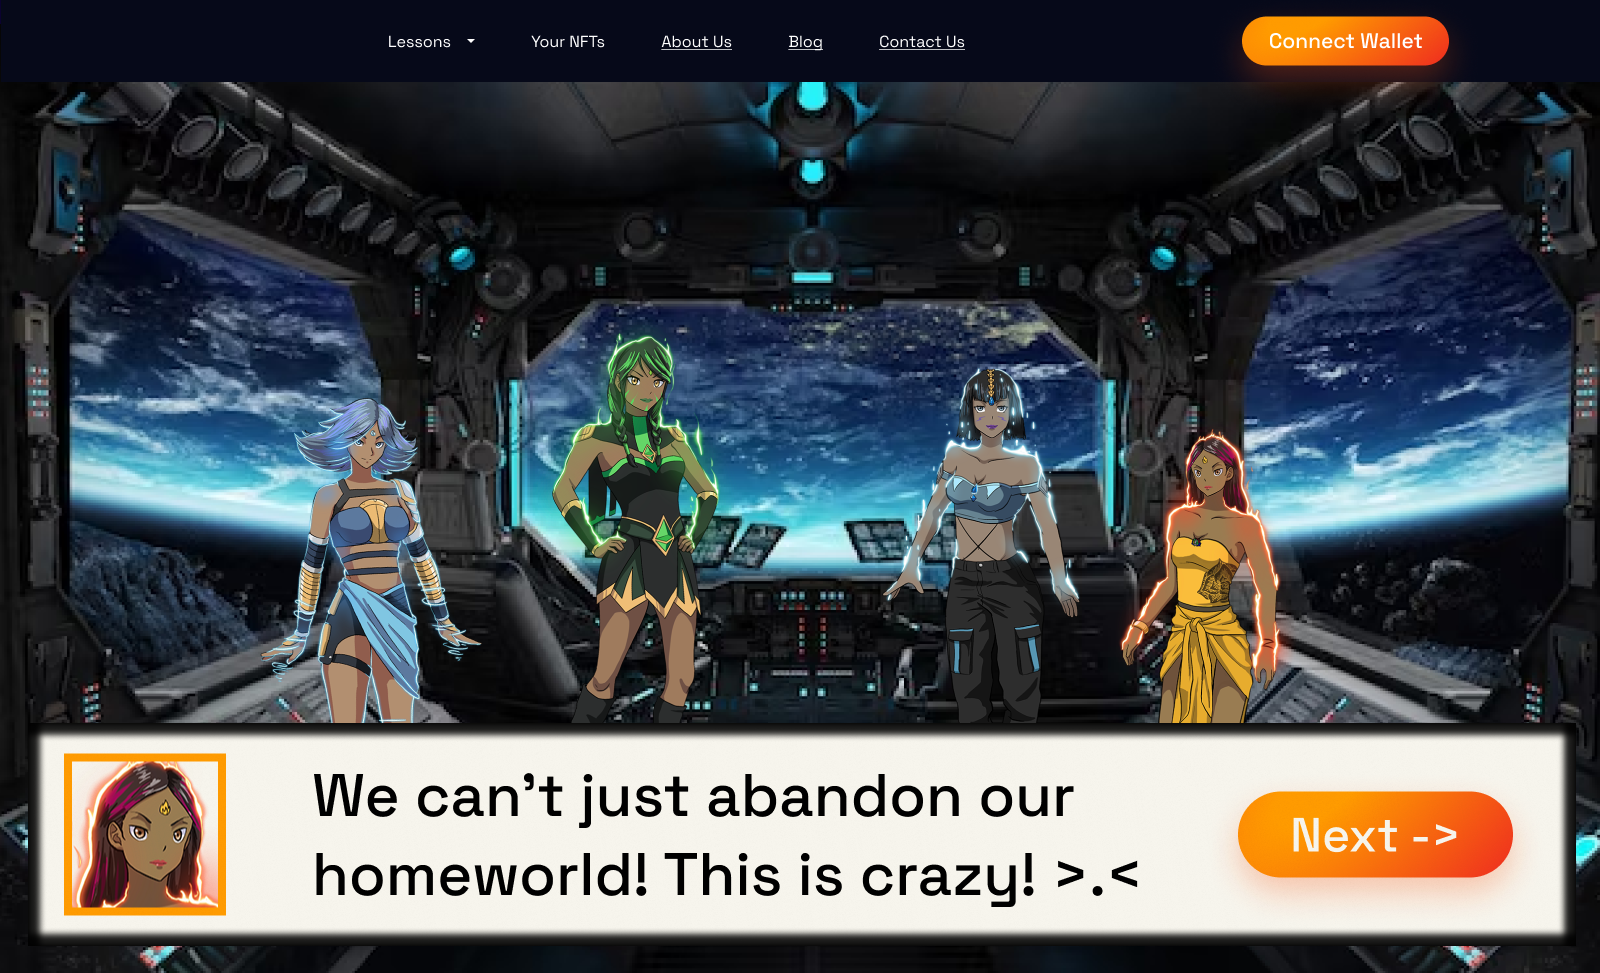 Lessons
Your NFTs
About Us
Blog
Contact Us
Connect Wallet
We can't just abandon our
homeworld! This is crazy! >.<
Next ->